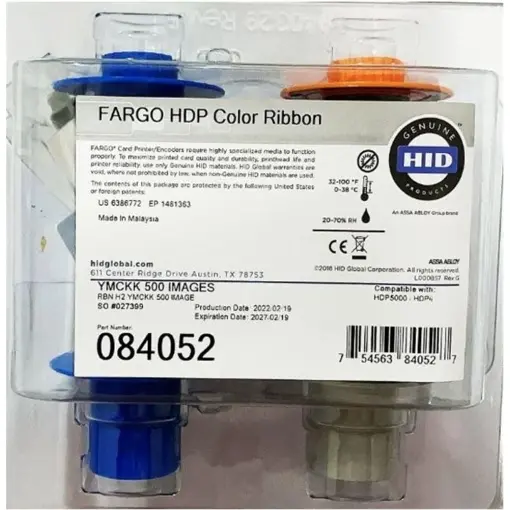 FARGO HDP Color Ribbon
FARGO® Card Printer/Encoders require highly specialized media to function
properly. To maximize printed card quality and durability, printhead life and
printer reliability, use only Genuine HID materials. HID Global warranties are
void, where not prohibited by law, when non-Genuine HID materials are used.
The contents of this package are protected by the following United States
or foreign patents:
US 6386772 EP 1481363
Made in Malaysia
32-100 °F
0-38 °C
20-70% RH
GENUINE
HID
PRODUCTS
An ASSA ABLOY Group brand
ASSA ABLOY
hidglobal.com
611 Center Ridge Drive Austin, TX 78753
©2018 HID Global Corporation. All rights reserved.
L000857 Rev G
YMCKK 500 IMAGES
RBN H2 YMCKK 500 IMAGE
SO #027399
Production Date: 2022/02/19
Expiration Date: 2027/02/19
Compatible with:
HDP5000
Part Number:
084052
7 54563 84052 7